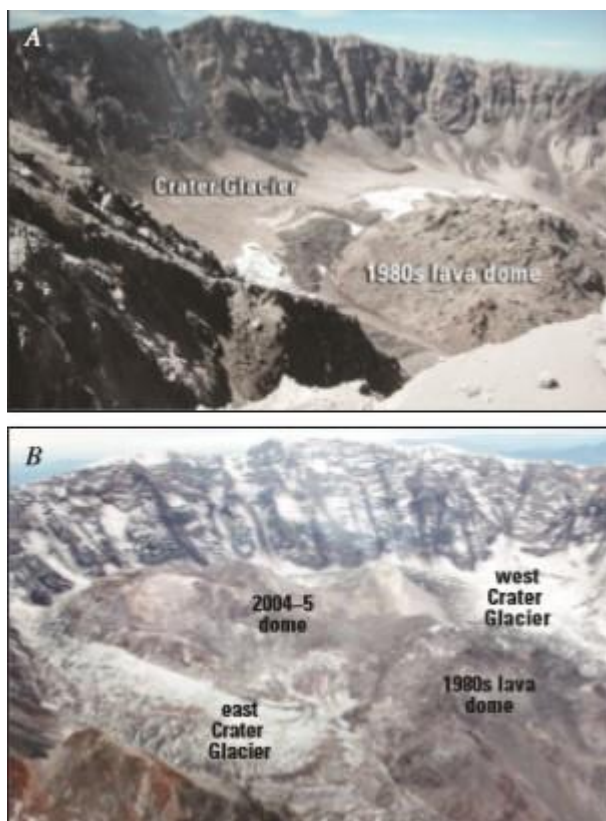 A
Crater Glacier
1980s lava dome
B
2004–5
dome
west
Crater
Glacier
1980s lava
dome
east
Crater
Glacier